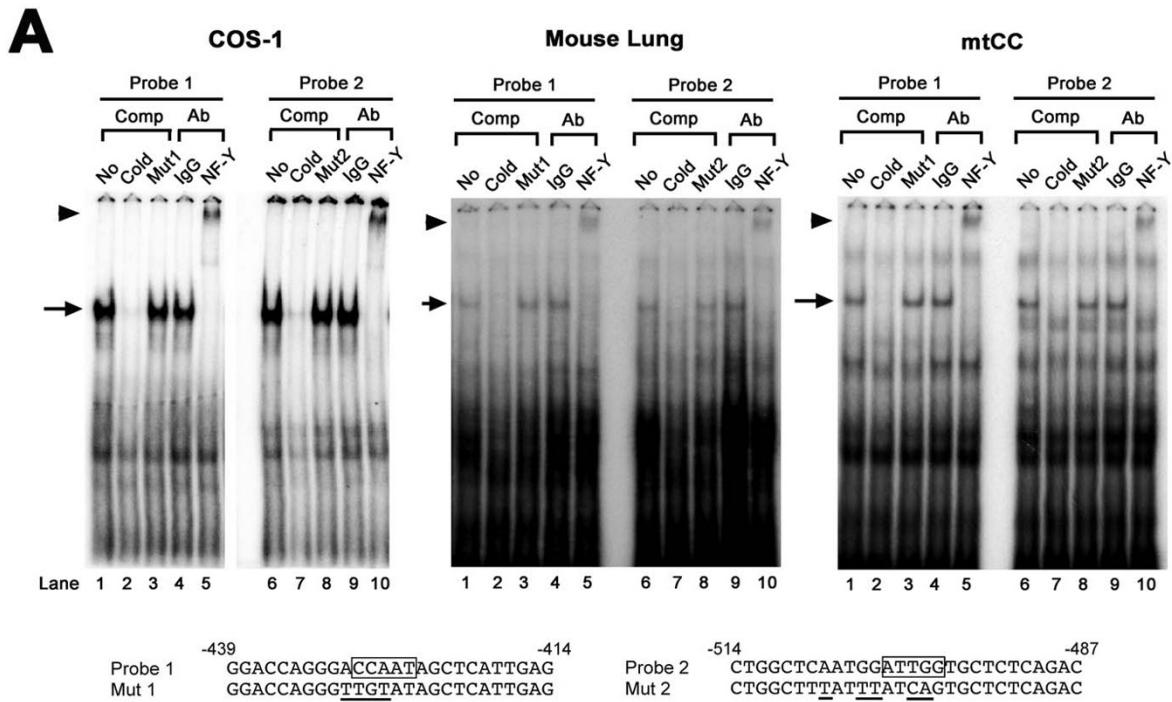 A
COS-1 Mouse Lung mtCC
Probe 1 Probe 2 Probe 1 Probe 2 Probe 1 Probe 2
Comp Ab Comp Ab Comp Ab Comp Ab Comp Ab Comp Ab
No Cold Mut1 IgG NF-Y No Cold Mut2 IgG NF-Y No Cold Mut1 IgG NF-Y No Cold Mut2 IgG NF-Y No Cold Mut1 IgG NF-Y No Cold Mut2 IgG NF-Y
Lane 1 2 3 4 5 6 7 8 9 10 1 2 3 4 5 6 7 8 9 10 1 2 3 4 5 6 7 8 9 10
-439 -414 -514 -487
Probe 1 GGACCAGGGACCAATAGCTCATTGAG Probe 2 CTGGCTCAATGGATTGGTGCTCTCAGAC
Mut 1 GGACCAGGGTTGTATAGCTCATTGAG Mut 2 CTGGCTTTATTTATCAGTGCTCTCAGAC